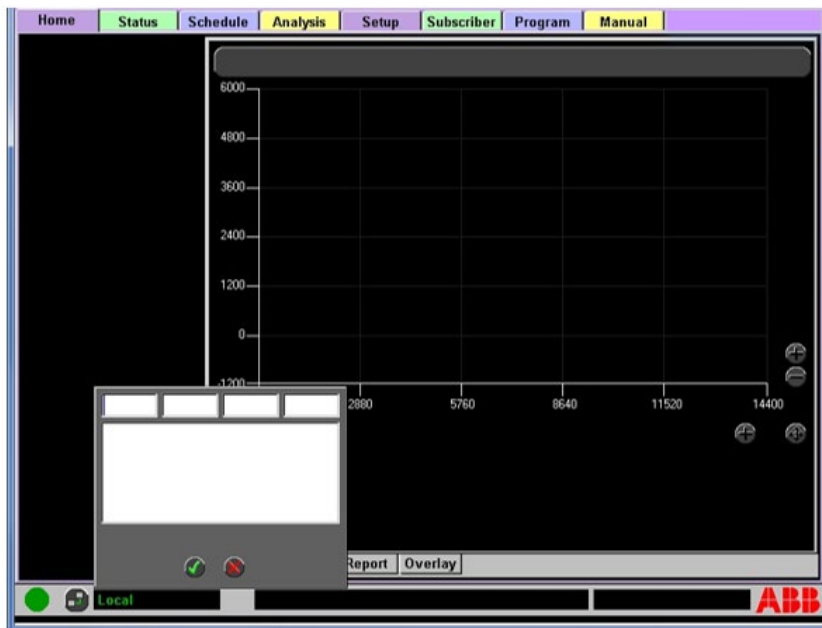 Home Status Schedule Analysis Setup Subscriber Program Manual
6000
4800
3600
2400
1200
0
-1200
2880 5760 8640 11520 14400
Report Overlay
Local
ABB